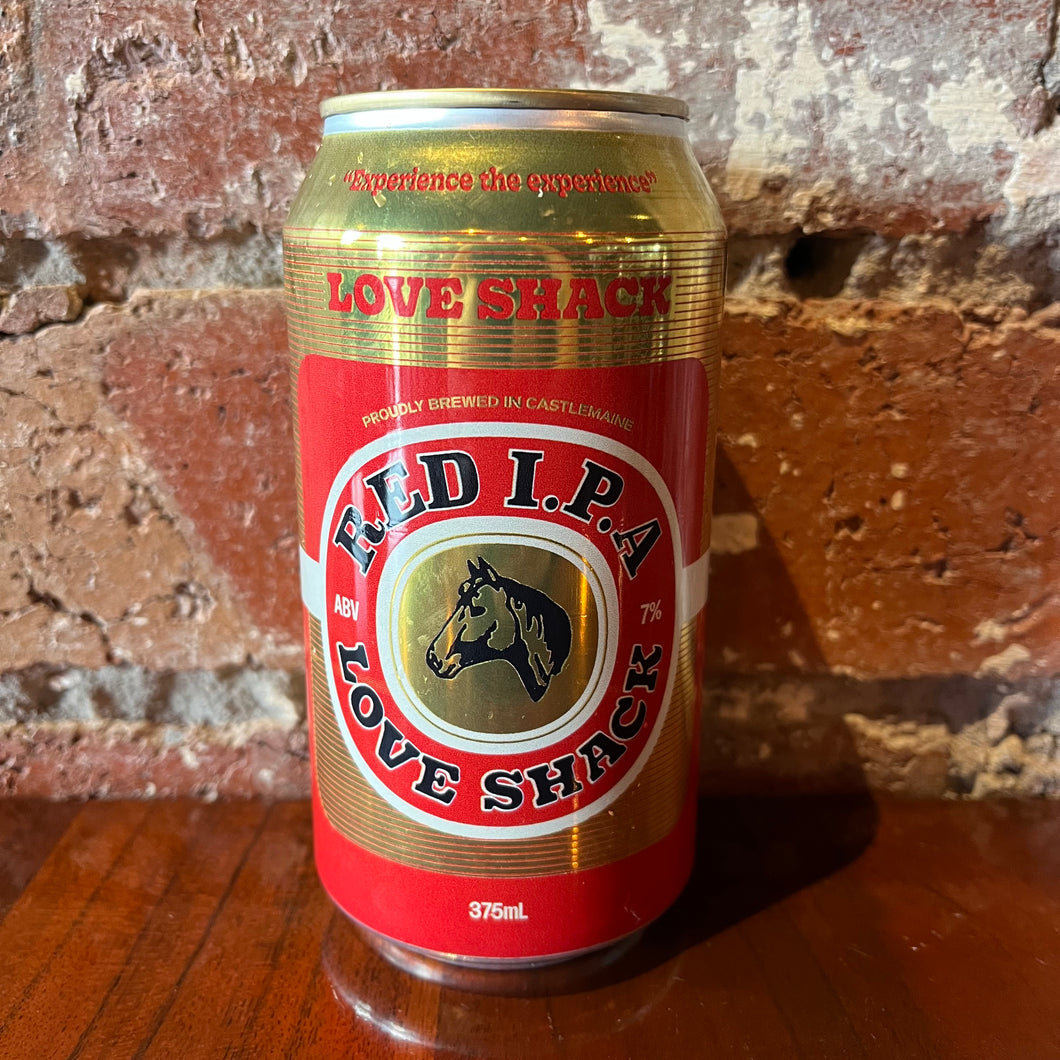 “Experience the experience”
LOVE SHACK
PROUDLY BREWED IN CASTLEMAINE
RED I.P.A
ABV 7%
LOVE SHACK
375mL